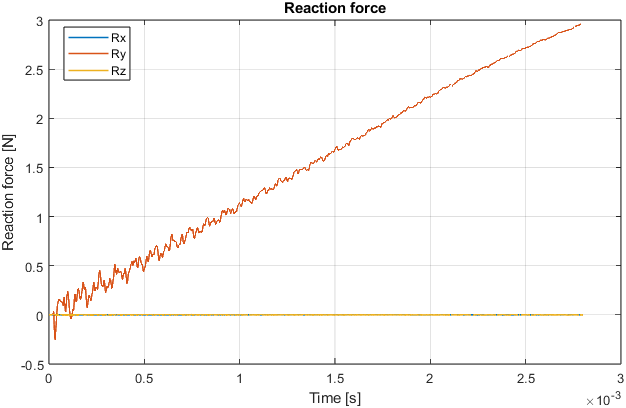 Reaction force
Rx
Ry
Rz
Reaction force [N]
3
2.5
2
1.5
1
0.5
0
-0.5
0 0.5 1 1.5 2 2.5 3
Time [s]
×10⁻³